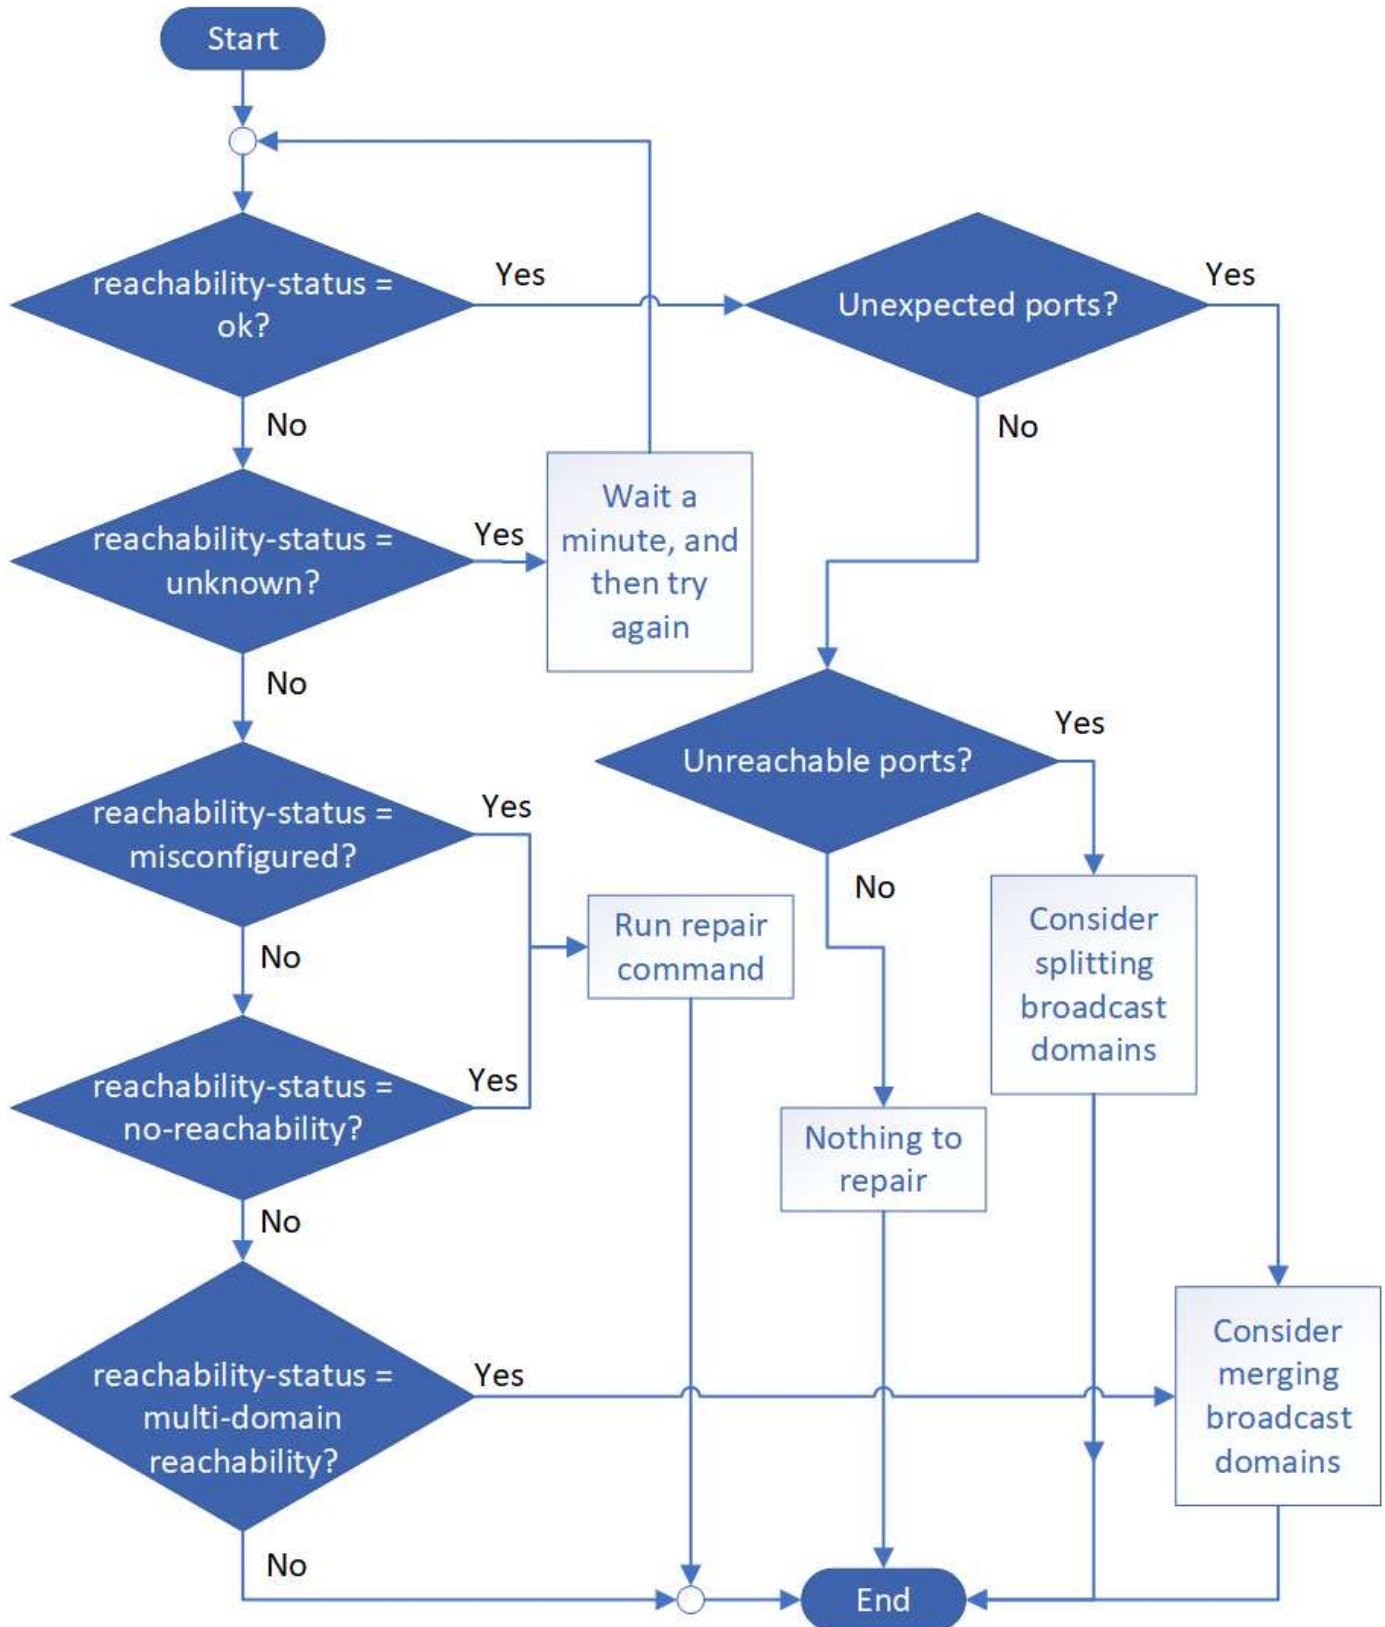 Start
reachability-status =
ok?
Yes
Unexpected ports?
Yes
No
No
reachability-status =
unknown?
Yes
Wait a
minute, and
then try
again
No
Unreachable ports?
Yes
reachability-status =
misconfigured?
Yes
No
Consider
splitting
broadcast
domains
Run repair
command
No
reachability-status =
no-reachability?
Yes
Nothing to
repair
No
reachability-status =
multi-domain
reachability?
Yes
Consider
merging
broadcast
domains
No
End